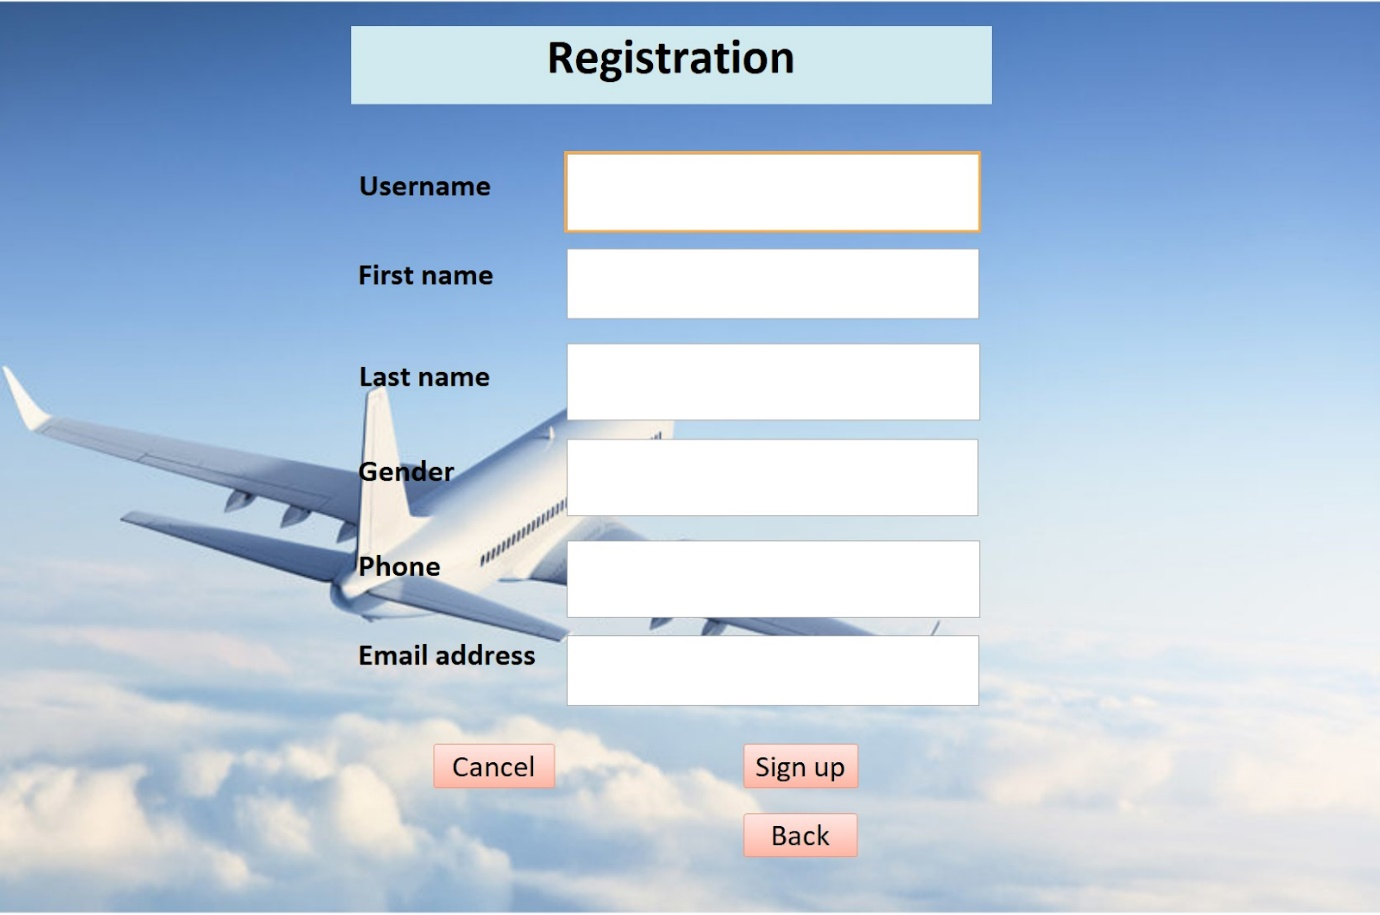 Registration
Username
First name
Last name
Gender
Phone
Email address
Cancel
Sign up
Back